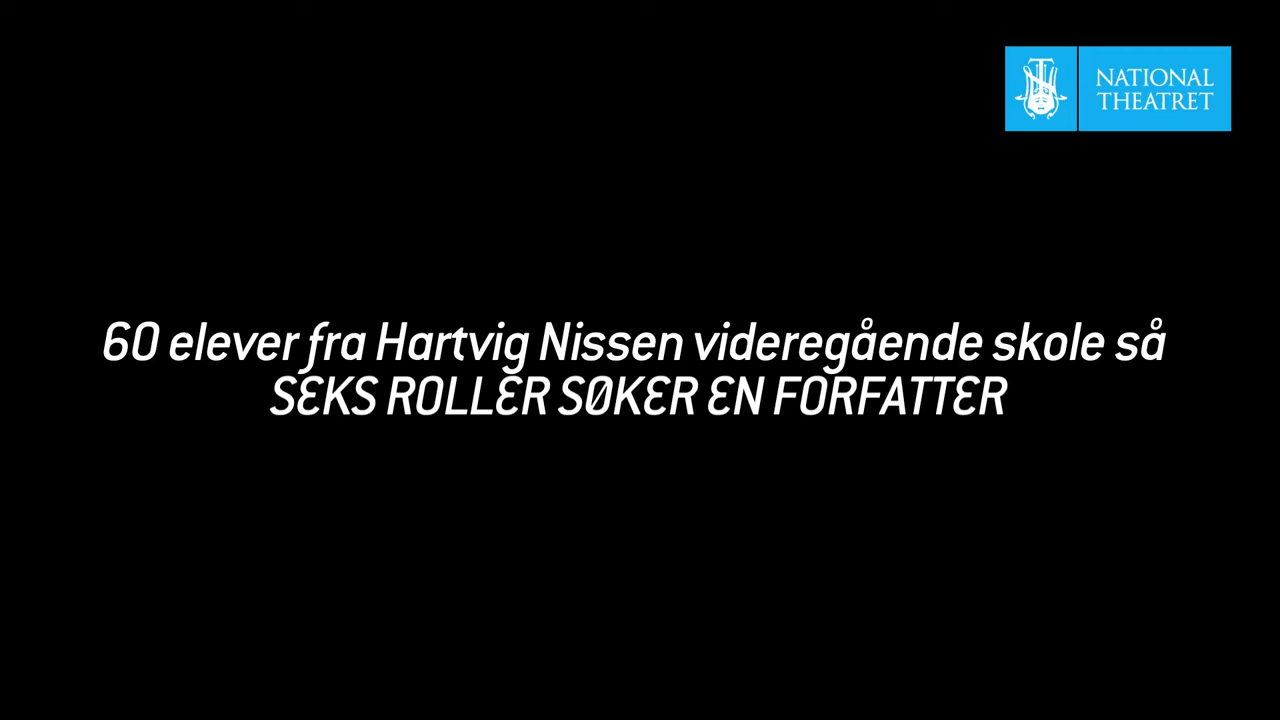 NATIONAL
THEATRET
60 elever fra Hartvig Nissen videregående skole så
SEKS ROLLER SØKER EN FORFATTER